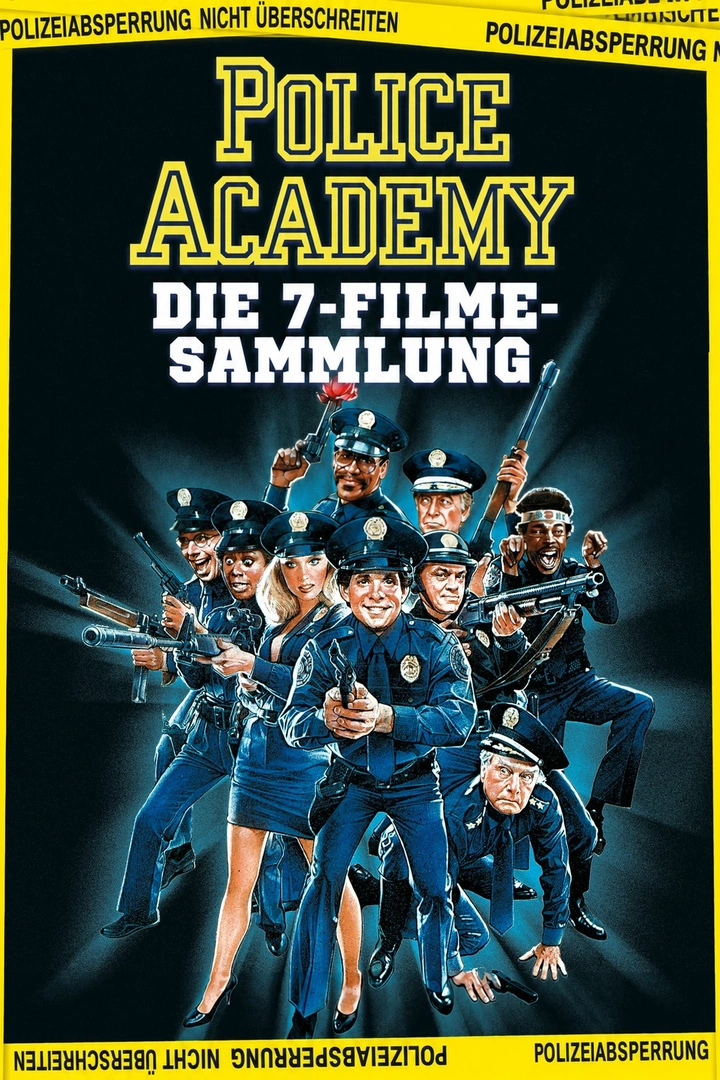 POLIZEIABSPERRUNG NICHT ÜBERSCHREITEN
POLIZEIABSPERRUNG
POLICE
ACADEMY
DIE 7-FILME-
SAMMLUNG
POLIZEIABSPERRUNG NICHT ÜBERSCHREITEN
POLIZEIABSPERRUNG